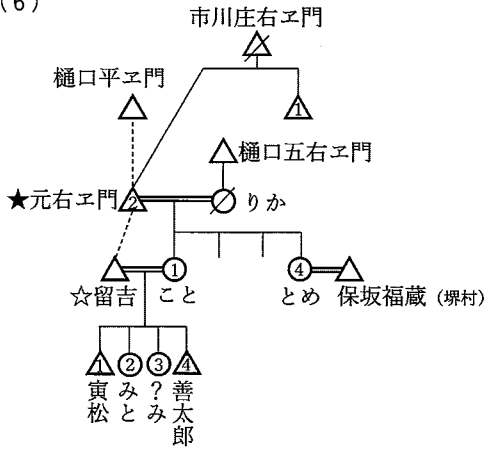 (6)
市川庄右ヱ門
樋口平ヱ門
1
樋口五右ヱ門
★元右ヱ門
2
りか
☆留吉
1
こと
4
とめ
保坂福蔵（堺村）
1
2
3
4
寅松
みと
?み
善太郎